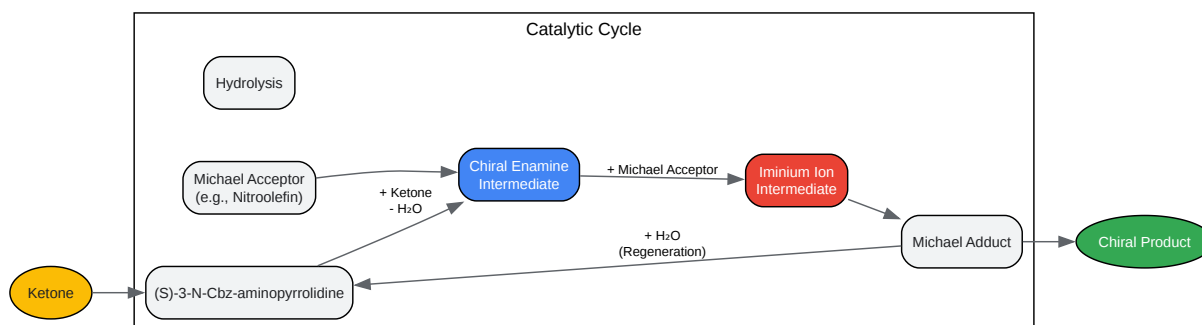 Catalytic Cycle
Hydrolysis
Michael Acceptor
(e.g., Nitroolefin)
+ Ketone
- H₂O
Chiral Enamine
Intermediate
+ Michael Acceptor
Iminium Ion
Intermediate
+ H₂O
(Regeneration)
Michael Adduct
Chiral Product
Ketone
(S)-3-N-Cbz-aminopyrrolidine